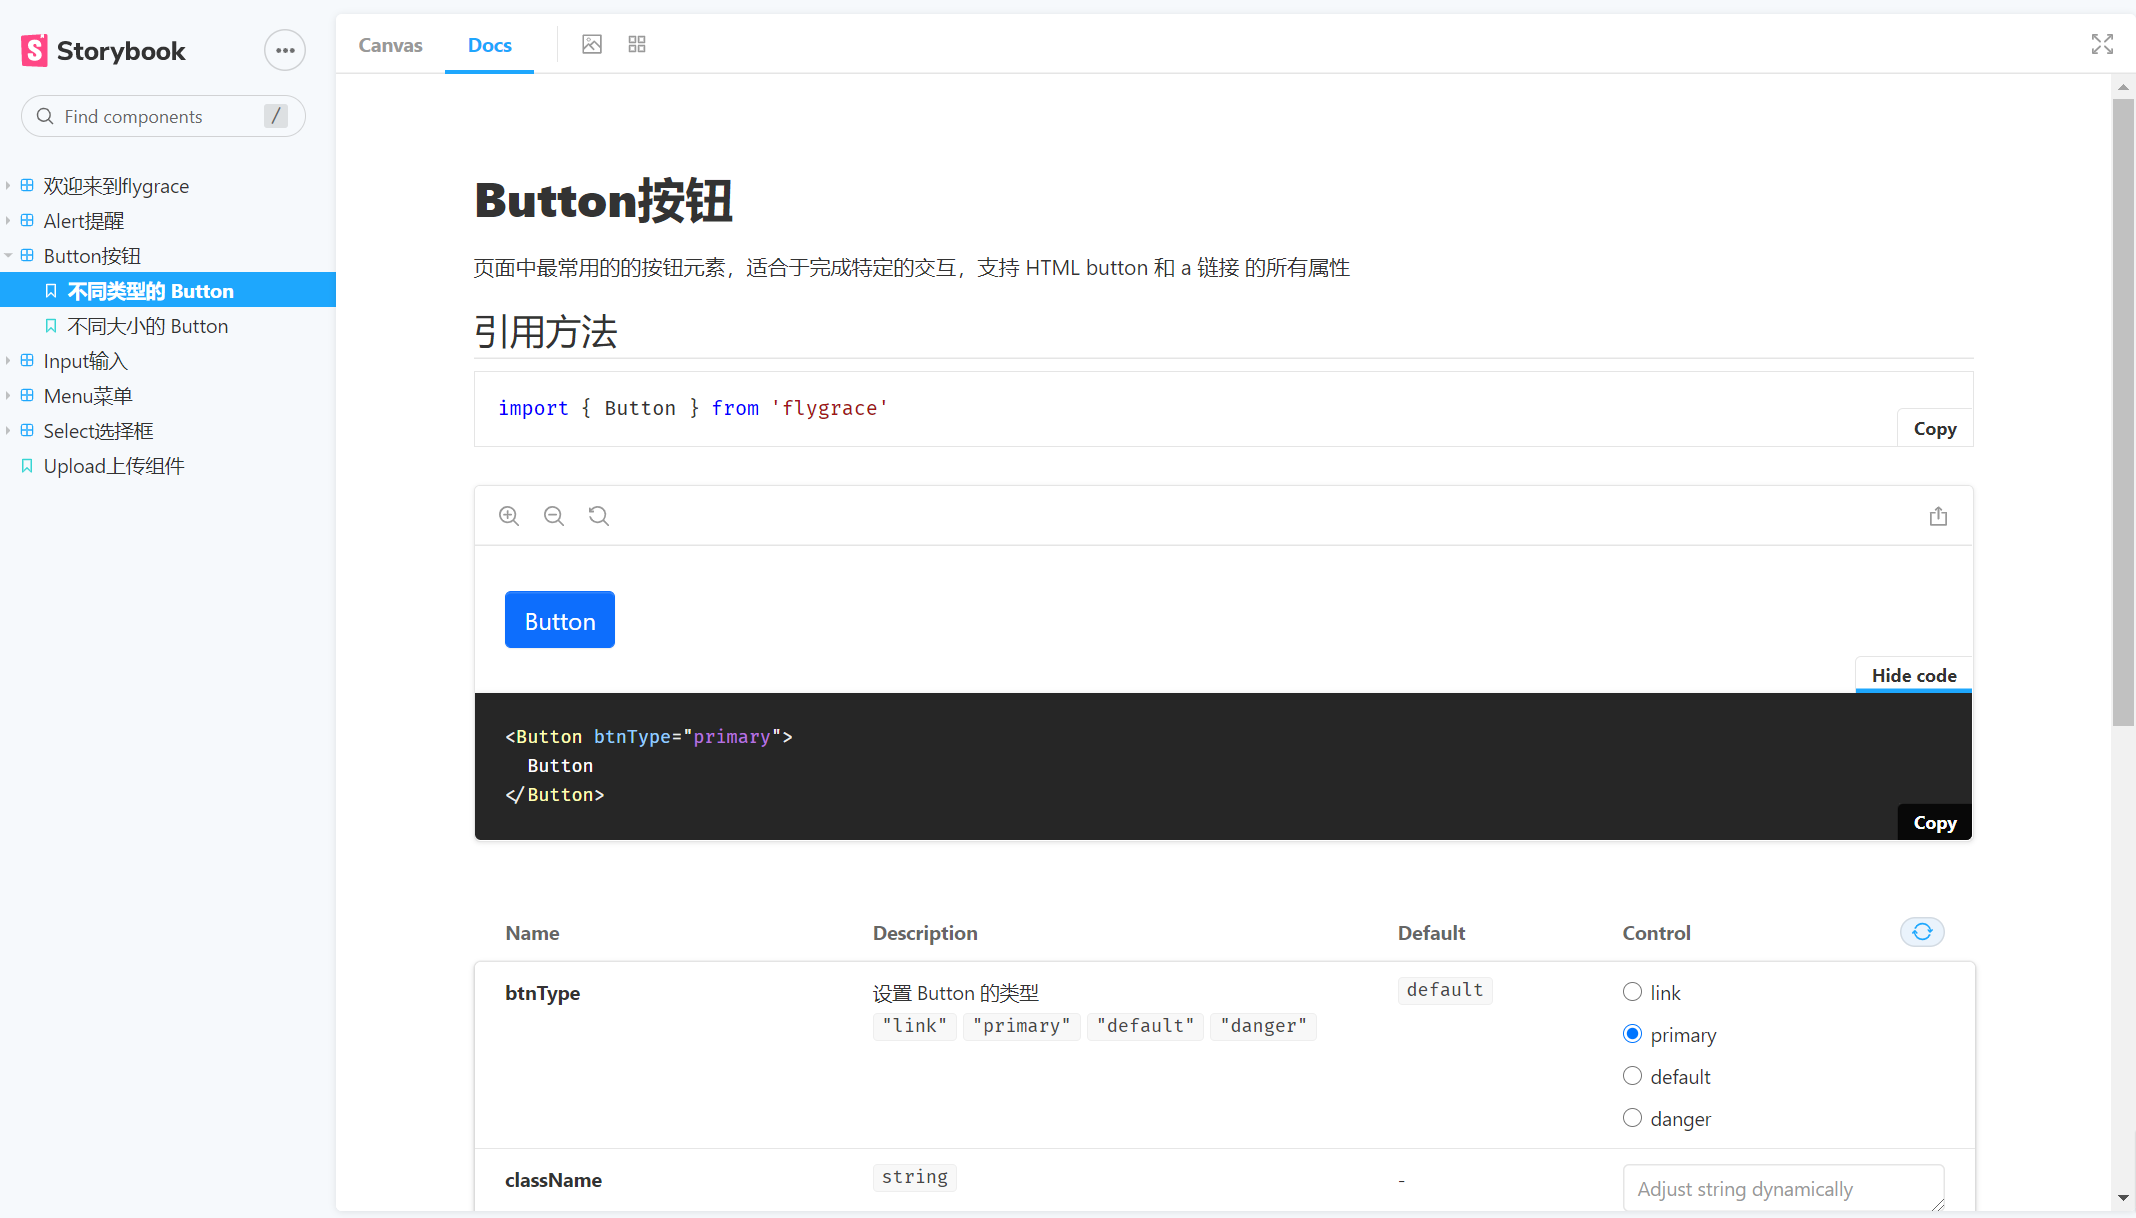 Storybook
Find components
/
欢迎来到flygrace
Alert提醒
Button按钮
不同类型的 Button
不同大小的 Button
Input输入
Menu菜单
Select选择框
Upload上传组件
Canvas
Docs
Button按钮
页面中最常用的的按钮元素，适合于完成特定的交互，支持 HTML button 和 a 链接 的所有属性
引用方法
import { Button } from 'flygrace'
Copy
Button
Hide code
<Button btnType="primary">
Button
</Button>
Copy
Name Description Default Control
btnType 设置 Button 的类型 default link
"link" "primary" "default" "danger"
primary
default
danger
className string - Adjust string dynamically